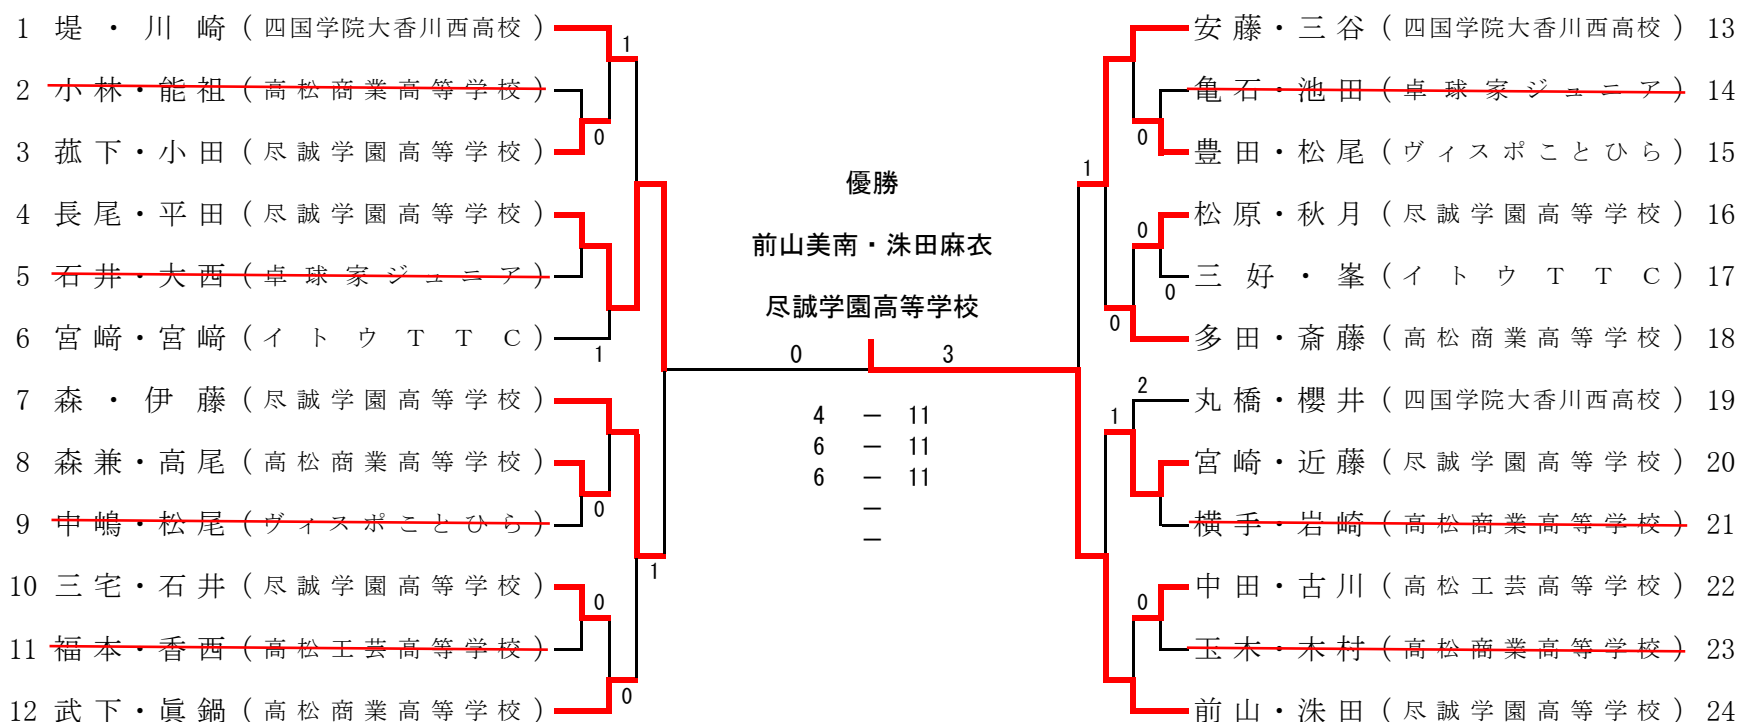 1 堤・川崎 (四国学院大香川西高校)
2 小林・能祖 (高松商業高等学校)
3 菰下・小田 (尽誠学園高等学校)
4 長尾・平田 (尽誠学園高等学校)
5 石井・大西 (卓球家ジュニア)
6 宮﨑・宮﨑 (イトウTTC)
7 森・伊藤 (尽誠学園高等学校)
8 森兼・高尾 (高松商業高等学校)
9 中嶋・松尾 (ヴィスポことひら)
10 三宅・石井 (尽誠学園高等学校)
11 福本・香西 (高松工芸高等学校)
12 武下・眞鍋 (高松商業高等学校)
1
0
1
0
1
0
0
優勝
前山美南・洙田麻衣
尽誠学園高等学校
0 3
4 － 11
6 － 11
6 － 11
－
－
1
0
0
0
0
2
1
0
安藤・三谷 (四国学院大香川西高校) 13
亀石・池田 (卓球家ジュニア) 14
豊田・松尾 (ヴィスポことひら) 15
松原・秋月 (尽誠学園高等学校) 16
三好・峯 (イトウTTC) 17
多田・斎藤 (高松商業高等学校) 18
丸橋・櫻井 (四国学院大香川西高校) 19
宮崎・近藤 (尽誠学園高等学校) 20
横手・岩崎 (高松商業高等学校) 21
中田・古川 (高松工芸高等学校) 22
玉木・木村 (高松商業高等学校) 23
前山・洙田 (尽誠学園高等学校) 24